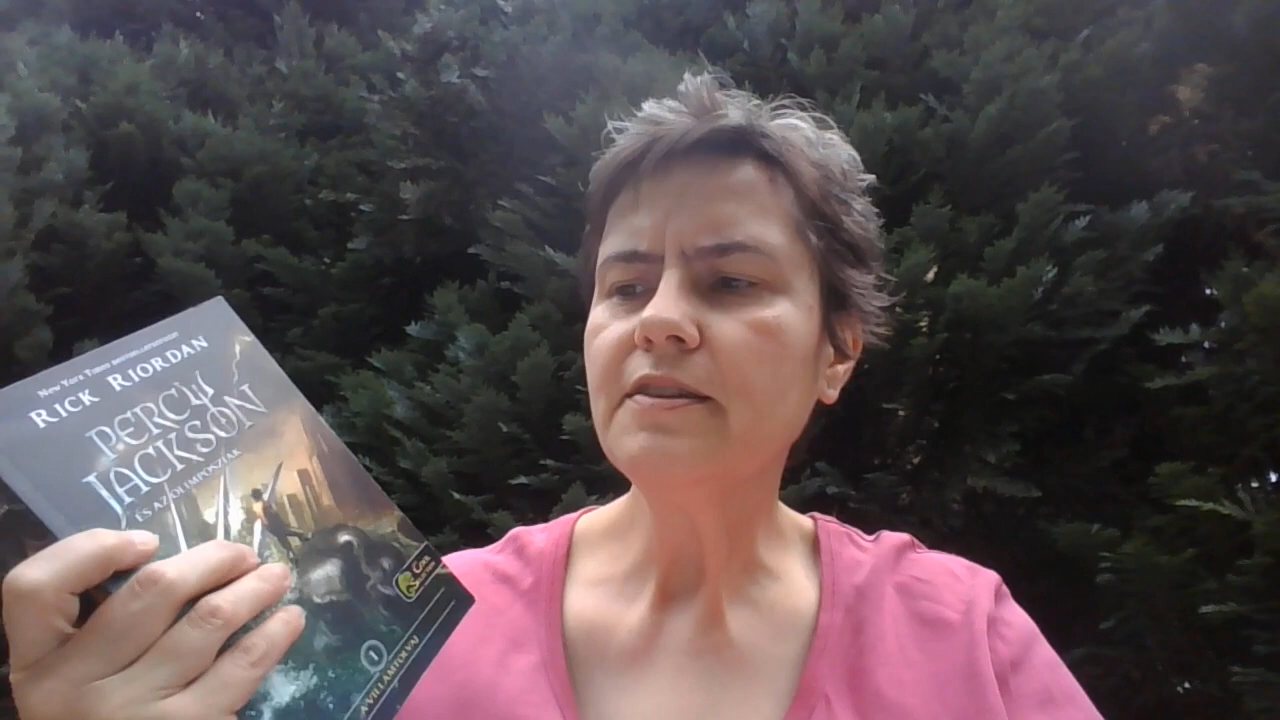 New York Times
RICK RIORDAN
PERCY
JACKSON
ÉS AZ OLIMPOSZIAK
1
A VILLÁMTOLVAJ